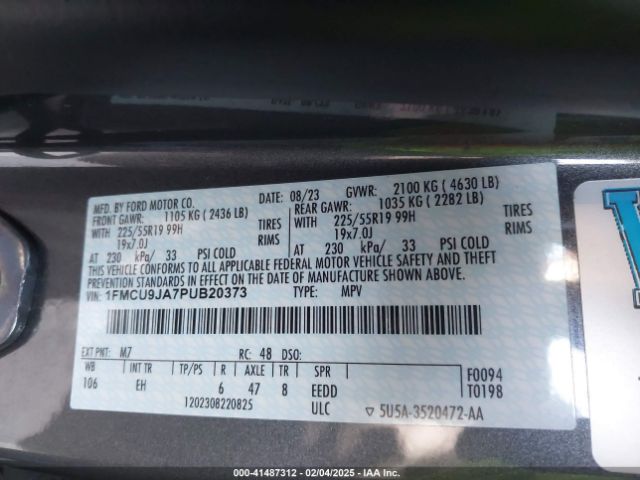 MFD. BY FORD MOTOR CO.
DATE: 08/23 GVWR: 2100 KG ( 4630 LB)
FRONT GAWR: 1105 KG ( 2436 LB) REAR GAWR: 1035 KG ( 2282 LB)
WITH 225/55R19 99H TIRES WITH 225/55R19 99H TIRES
19x7.0J RIMS 19x7.0J RIMS
AT 230 kPa/ 33 PSI COLD AT 230 kPa/ 33 PSI COLD
THIS VEHICLE CONFORMS TO ALL APPLICABLE FEDERAL MOTOR VEHICLE SAFETY AND THEFT
PREVENTION STANDARDS IN EFFECT ON THE DATE OF MANUFACTURE SHOWN ABOVE.
VIN: 1FMCU9JA7PUB20373 TYPE: MPV
EXT PNT: M7 RC: 48 DSO:
WB INT TR TP/PS R AXLE TR SPR
106 EH 6 47 8 EEDD
ULC
F0094
T0198
12023082208​2S
5U5A-3520472-AA
000-41487312 - 02/04/2025 - IAA Inc.